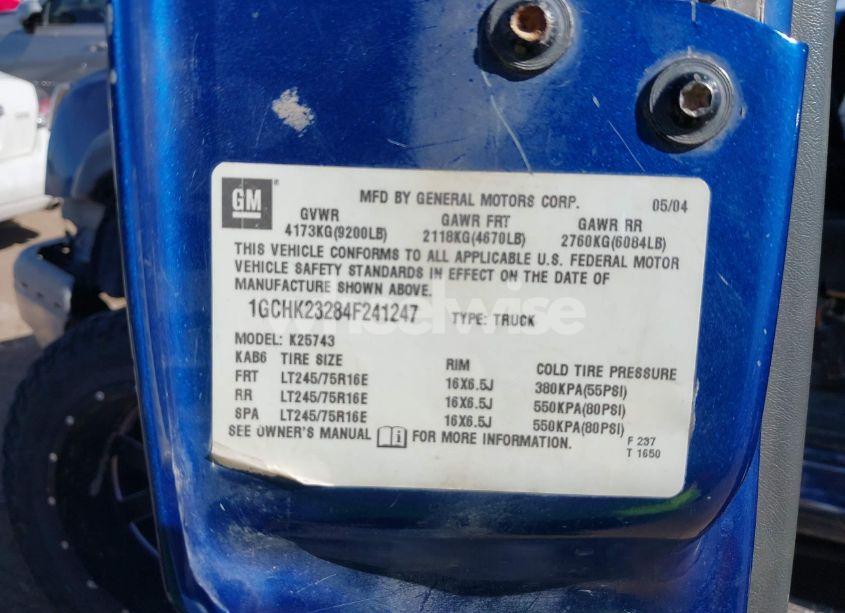 GM
MFD BY GENERAL MOTORS CORP. 05/04
GVWR GAWR FRT GAWR RR
4173KG(9200LB) 2118KG(4670LB) 2760KG(6084LB)
THIS VEHICLE CONFORMS TO ALL APPLICABLE U.S. FEDERAL MOTOR
VEHICLE SAFETY STANDARDS IN EFFECT ON THE DATE OF
MANUFACTURE SHOWN ABOVE.
1GCHK23284F241247 TYPE: TRUCK
wheelwise
MODEL: K25743
KAB6 TIRE SIZE RIM COLD TIRE PRESSURE
FRT LT245/75R16E 16X6.5J 380KPA(55PSI)
RR LT245/75R16E 16X6.5J 550KPA(80PSI)
SPA LT245/75R16E 16X6.5J 550KPA(80PSI)
SEE OWNER'S MANUAL FOR MORE INFORMATION.
F 237
T 1650